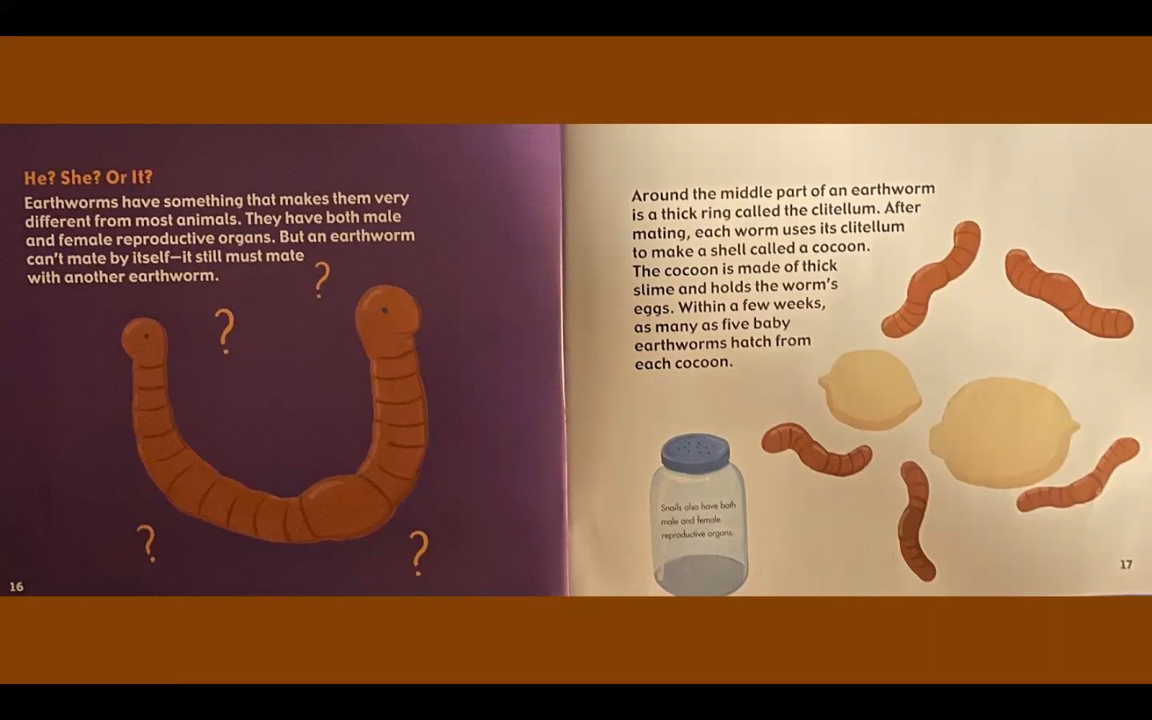 He? She? Or It?
Earthworms have something that makes them very
different from most animals. They have both male
and female reproductive organs. But an earthworm
can't mate by itself—it still must mate
with another earthworm.
?
?
?
?
16
Around the middle part of an earthworm
is a thick ring called the clitellum. After
mating, each worm uses its clitellum
to make a shell called a cocoon.
The cocoon is made of thick
slime and holds the worm's
eggs. Within a few weeks,
as many as five baby
earthworms hatch from
each cocoon.
Snails also have both
male and female
reproductive organs.
17